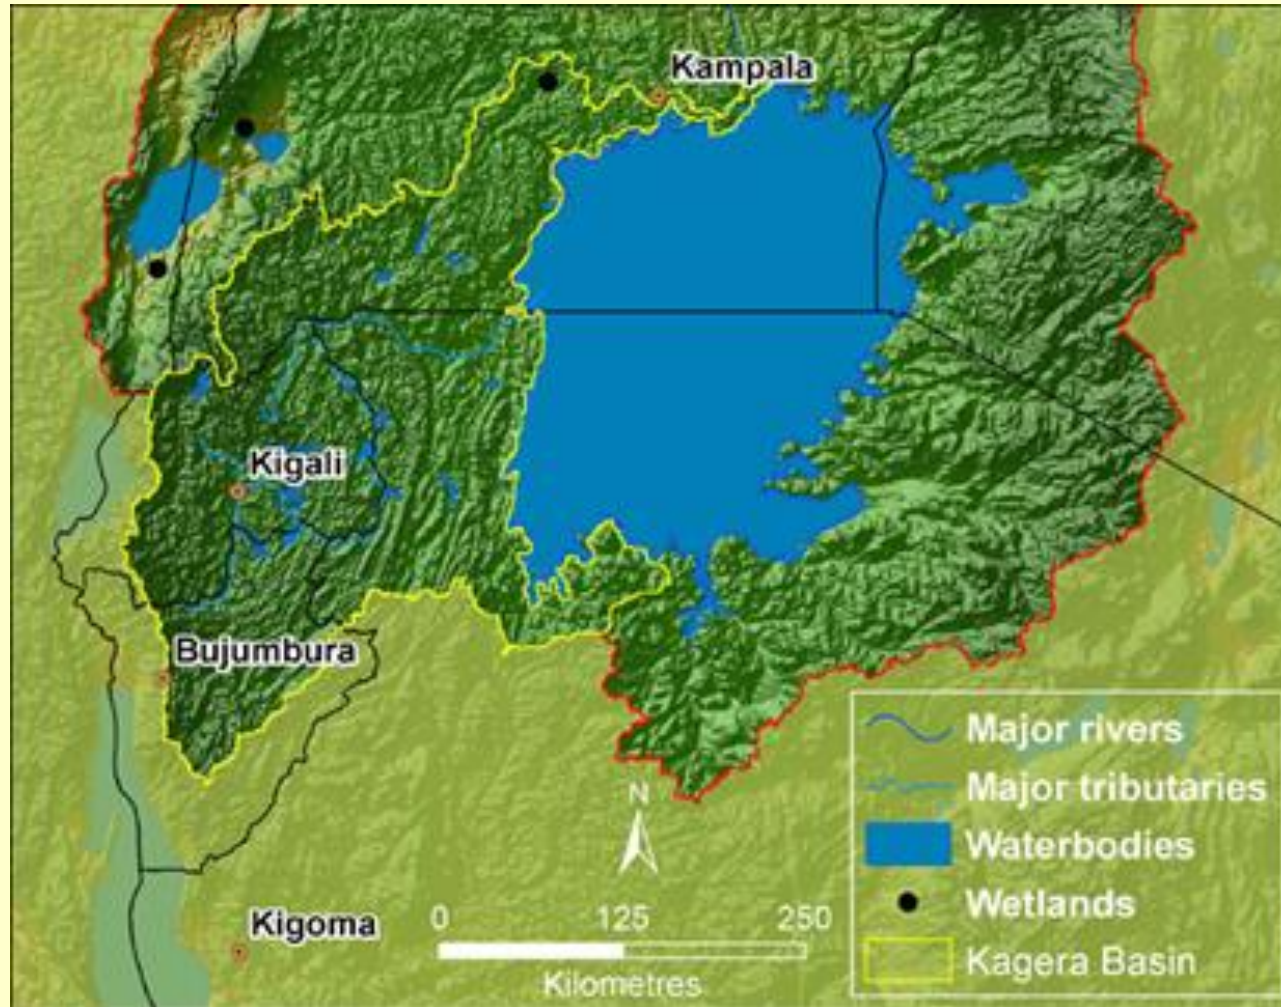 Kampala
Kigali
Bujumbura
Kigoma
N
0 125 250
Kilometres
Major rivers
Major tributaries
Waterbodies
Wetlands
Kagera Basin